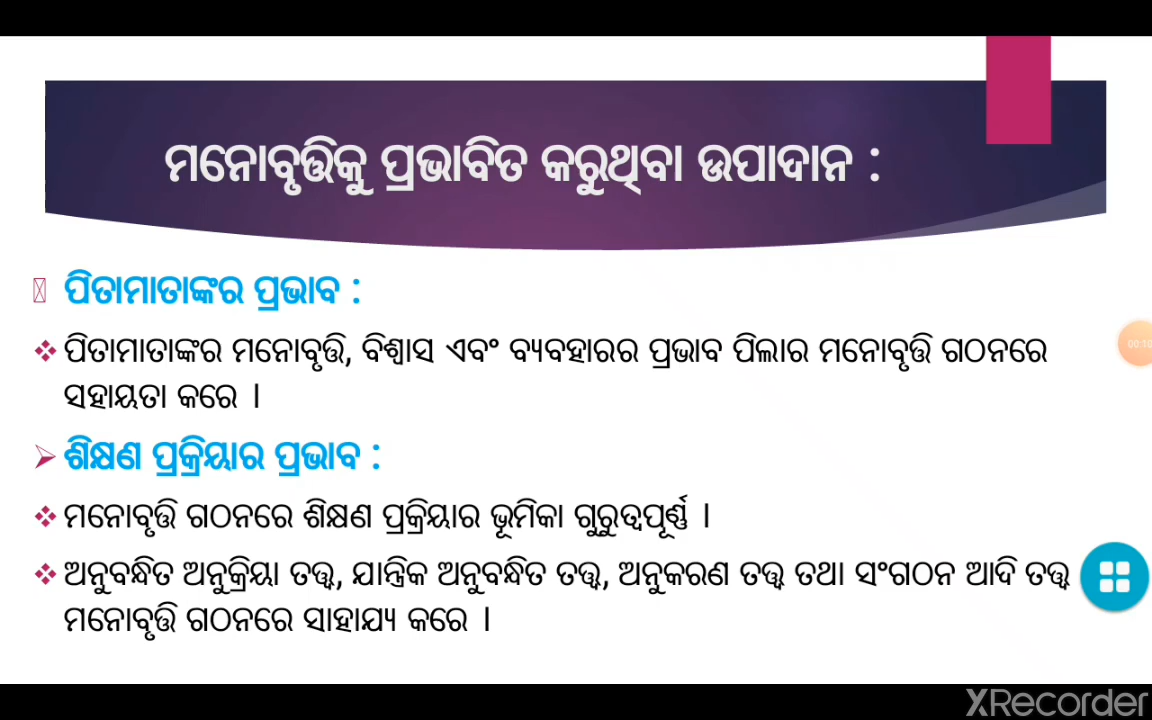 ମନୋବୃତ୍ତିକୁ ପ୍ରଭାବିତ କରୁଥିବା ଉପାଦାନ :
ପିତାମାତାଙ୍କର ପ୍ରଭାବ :
ପିତାମାତାଙ୍କର ମନୋବୃତ୍ତି, ବିଶ୍ୱାସ ଏବଂ ବ୍ୟବହାରର ପ୍ରଭାବ ପିଲାର ମନୋବୃତ୍ତି ଗଠନରେ
ସହାୟତା କରେ ।
00:10
ଶିକ୍ଷଣ ପ୍ରକ୍ରିୟାର ପ୍ରଭାବ :
ମନୋବୃତ୍ତି ଗଠନରେ ଶିକ୍ଷଣ ପ୍ରକ୍ରିୟାର ଭୂମିକା ଗୁରୁତ୍ୱପୂର୍ଣ୍ଣ ।
ଅନୁବନ୍ଧିତ ଅନୁକ୍ରିୟା ତତ୍ତ୍ୱ, ଯାନ୍ତ୍ରିକ ଅନୁବନ୍ଧିତ ତତ୍ତ୍ୱ, ଅନୁକରଣ ତତ୍ତ୍ୱ ତଥା ସଂଗଠନ ଆଦି ତତ୍ତ୍ୱ
ମନୋବୃତ୍ତି ଗଠନରେ ସାହାଯ୍ୟ କରେ ।
XRecorder